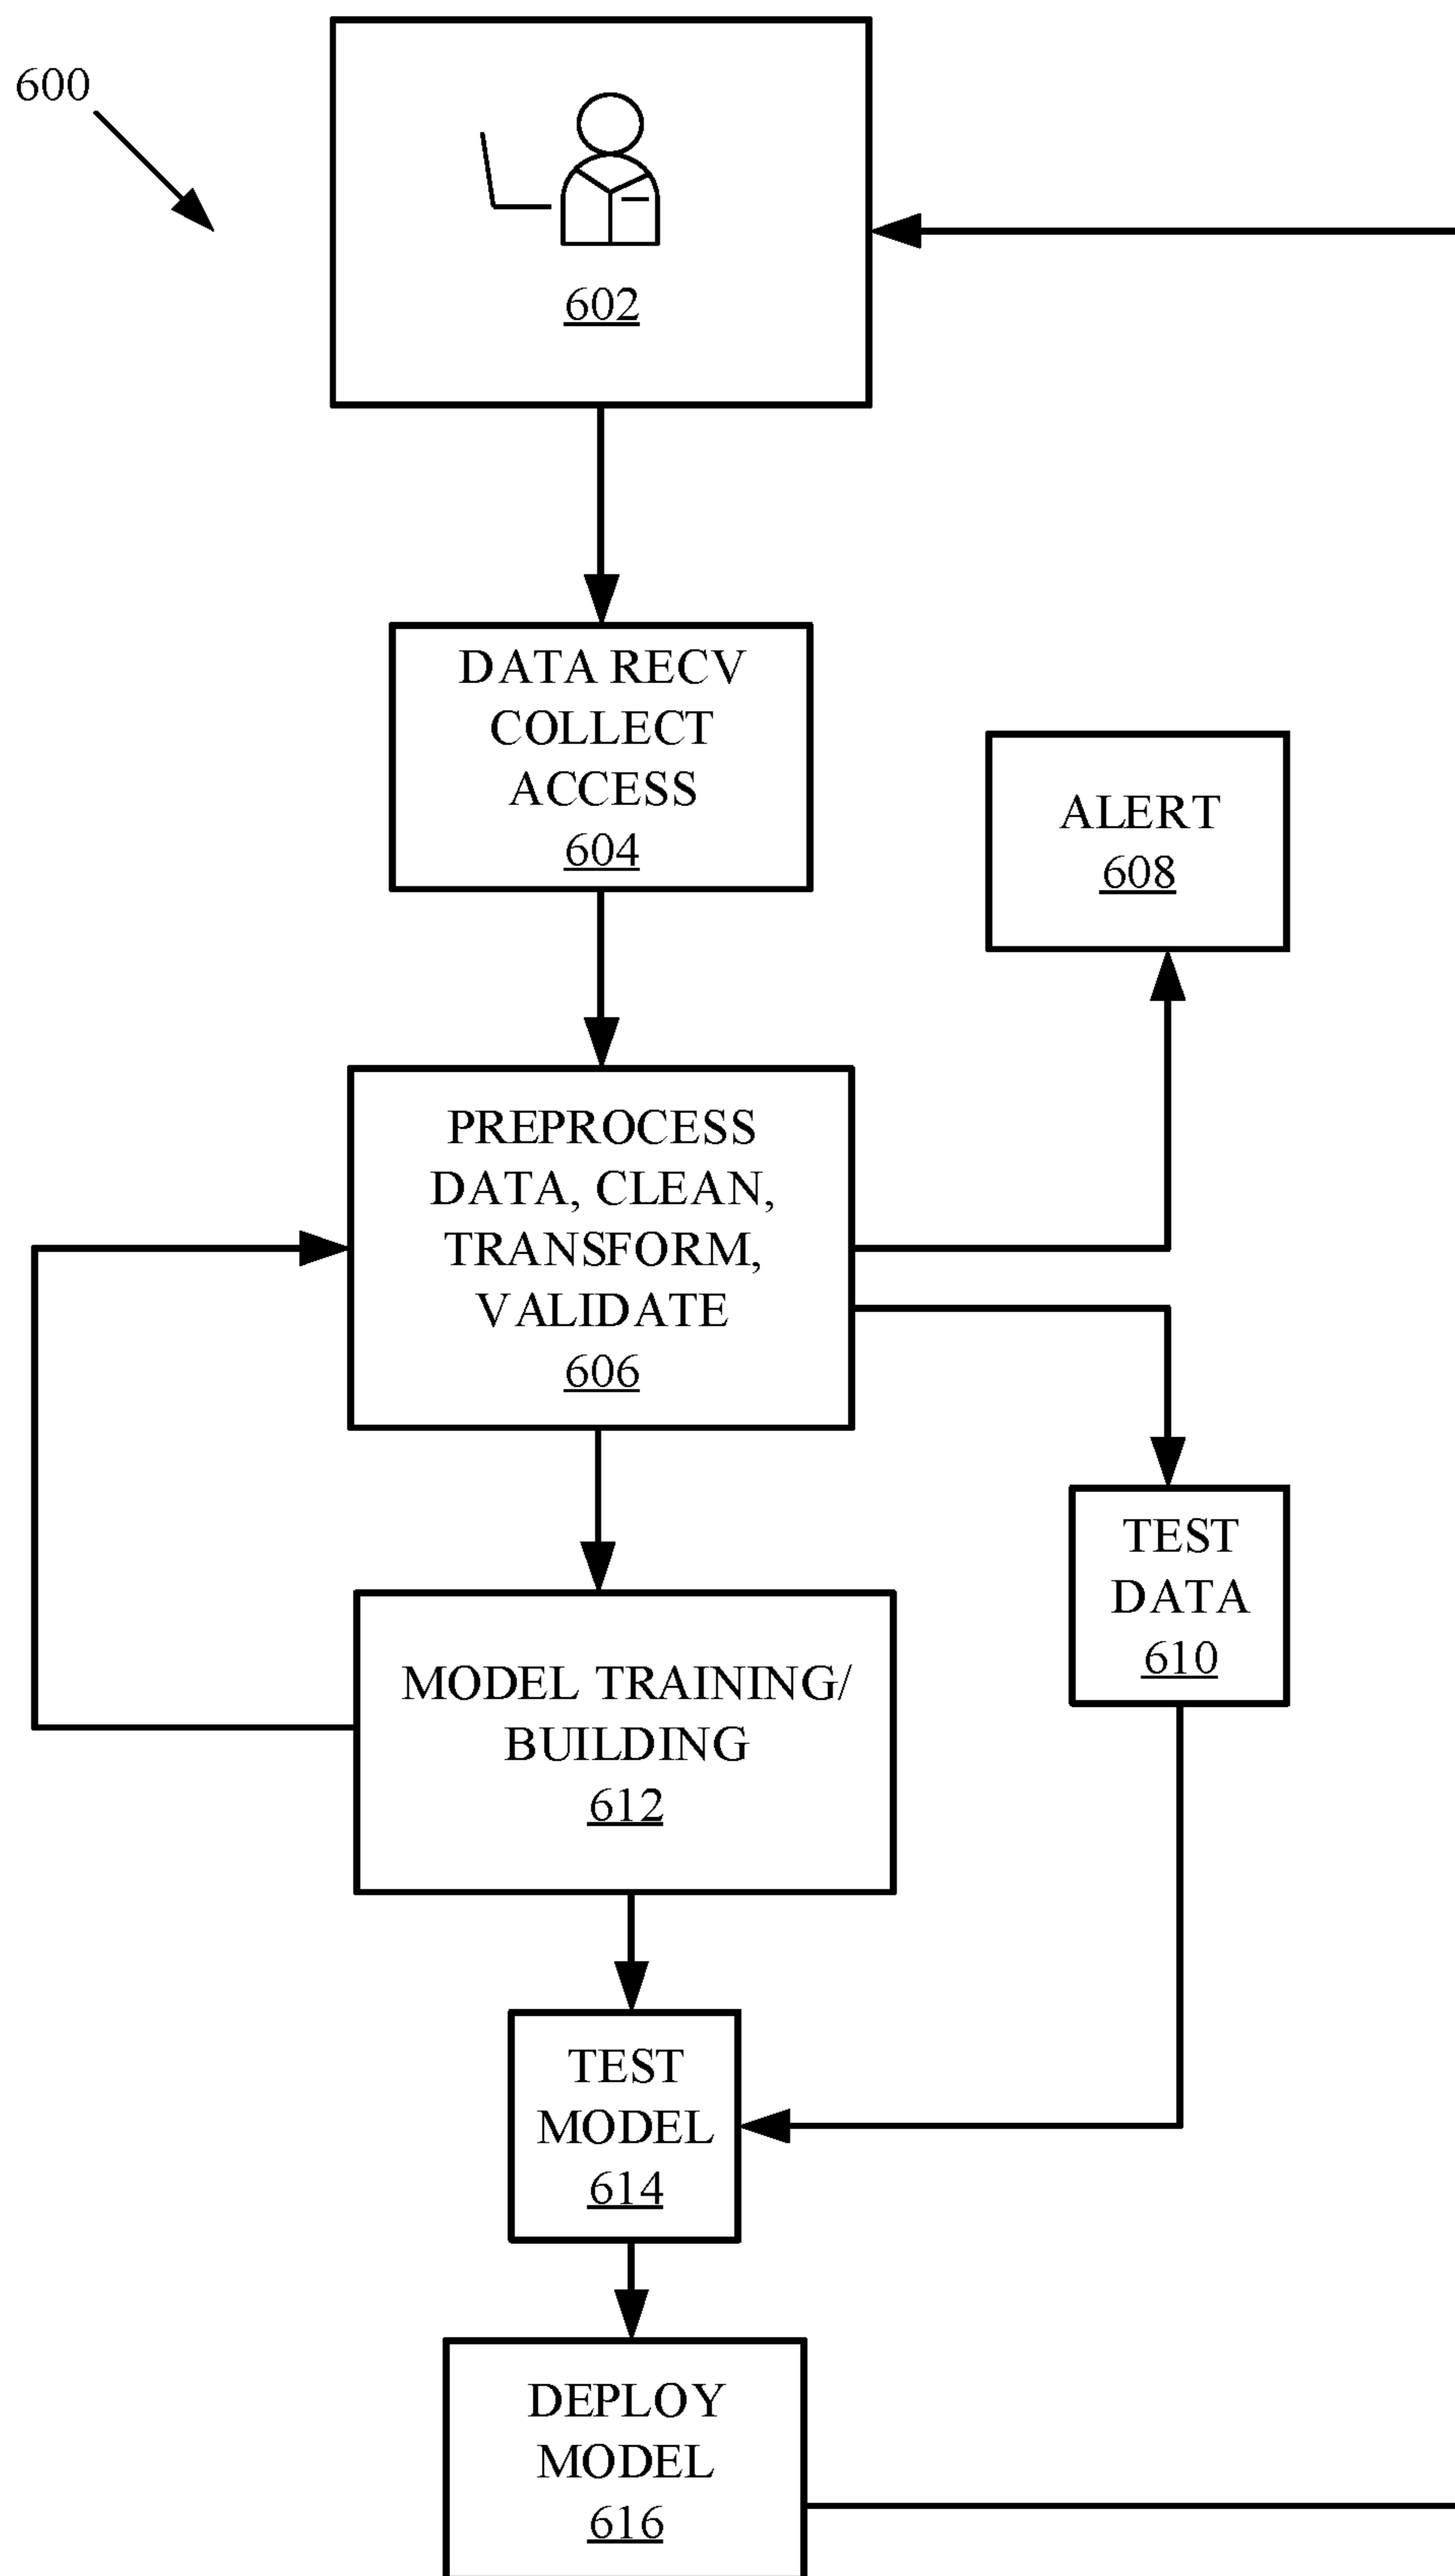 600
602
DATA RECV
COLLECT
ACCESS
604
ALERT
608
PREPROCESS
DATA, CLEAN,
TRANSFORM,
VALIDATE
606
TEST
DATA
610
MODEL TRAINING/
BUILDING
612
TEST
MODEL
614
DEPLOY
MODEL
616